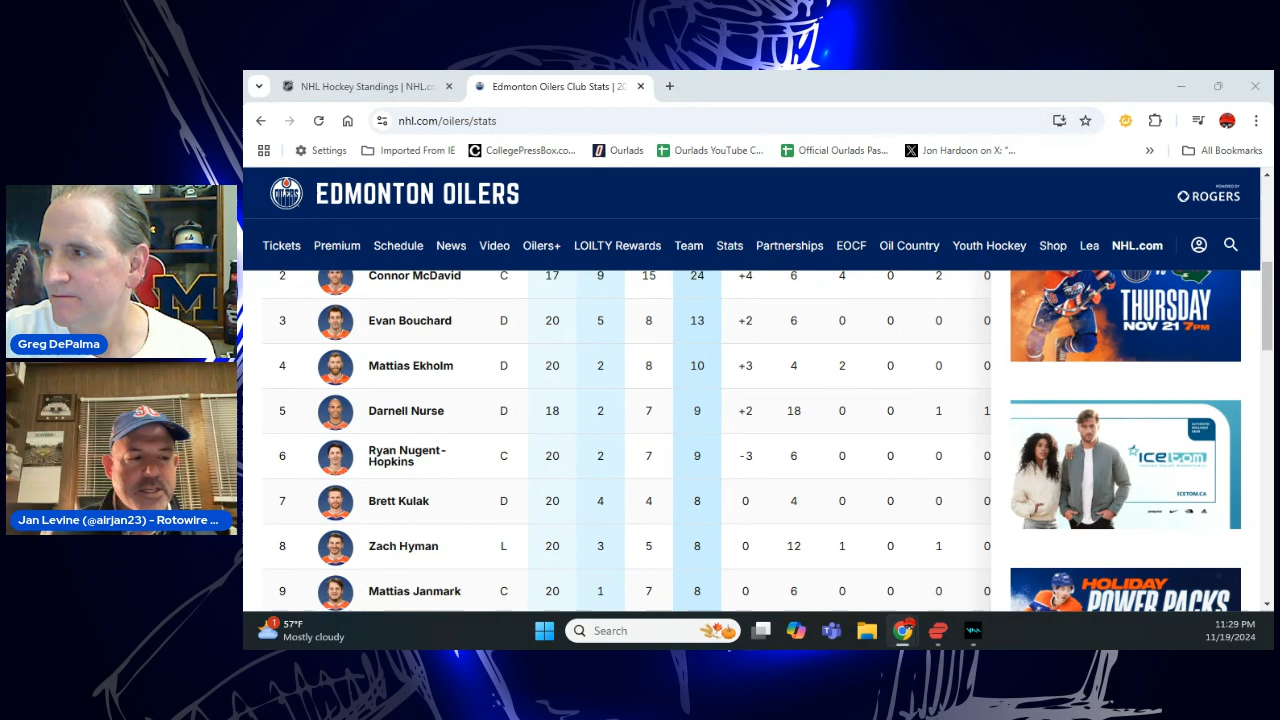 NHL Hockey Standings | NHL.c
Edmonton Oilers Club Stats | 20
nhl.com/oilers/stats
Settings
Imported From IE
CollegePressBox.co...
Ourlads
Ourlads YouTube C...
Official Ourlads Pas...
Jon Hardoon on X: "...
All Bookmarks
EDMONTON OILERS
POWERED BY
ROGERS
Tickets Premium Schedule News Video Oilers+ LOILTY Rewards Team Stats Partnerships EOCF Oil Country Youth Hockey Shop Lea NHL.com
2 Connor McDavid C 17 9 15 24 +4 6 4 0 2 0
3 Evan Bouchard D 20 5 8 13 +2 6 0 0 0 0
4 Mattias Ekholm D 20 2 8 10 +3 4 2 0 0 0
5 Darnell Nurse D 18 2 7 9 +2 18 0 0 1 1
6 Ryan Nugent-
Hopkins C 20 2 7 9 -3 6 0 0 0 0
7 Brett Kulak D 20 4 4 8 0 4 0 0 0 0
8 Zach Hyman L 20 3 5 8 0 12 1 0 1 0
9 Mattias Janmark C 20 1 7 8 0 6 0 0 0 0
THURSDAY
NOV 21 7PM
icetom
ICETOM.CA
HOLIDAY
POWER PACKS
Greg DePalma
M
Jan Levine (@airjan23) - Rotowire ...
1
57°F
Mostly cloudy
Search
11:29 PM
11/19/2024